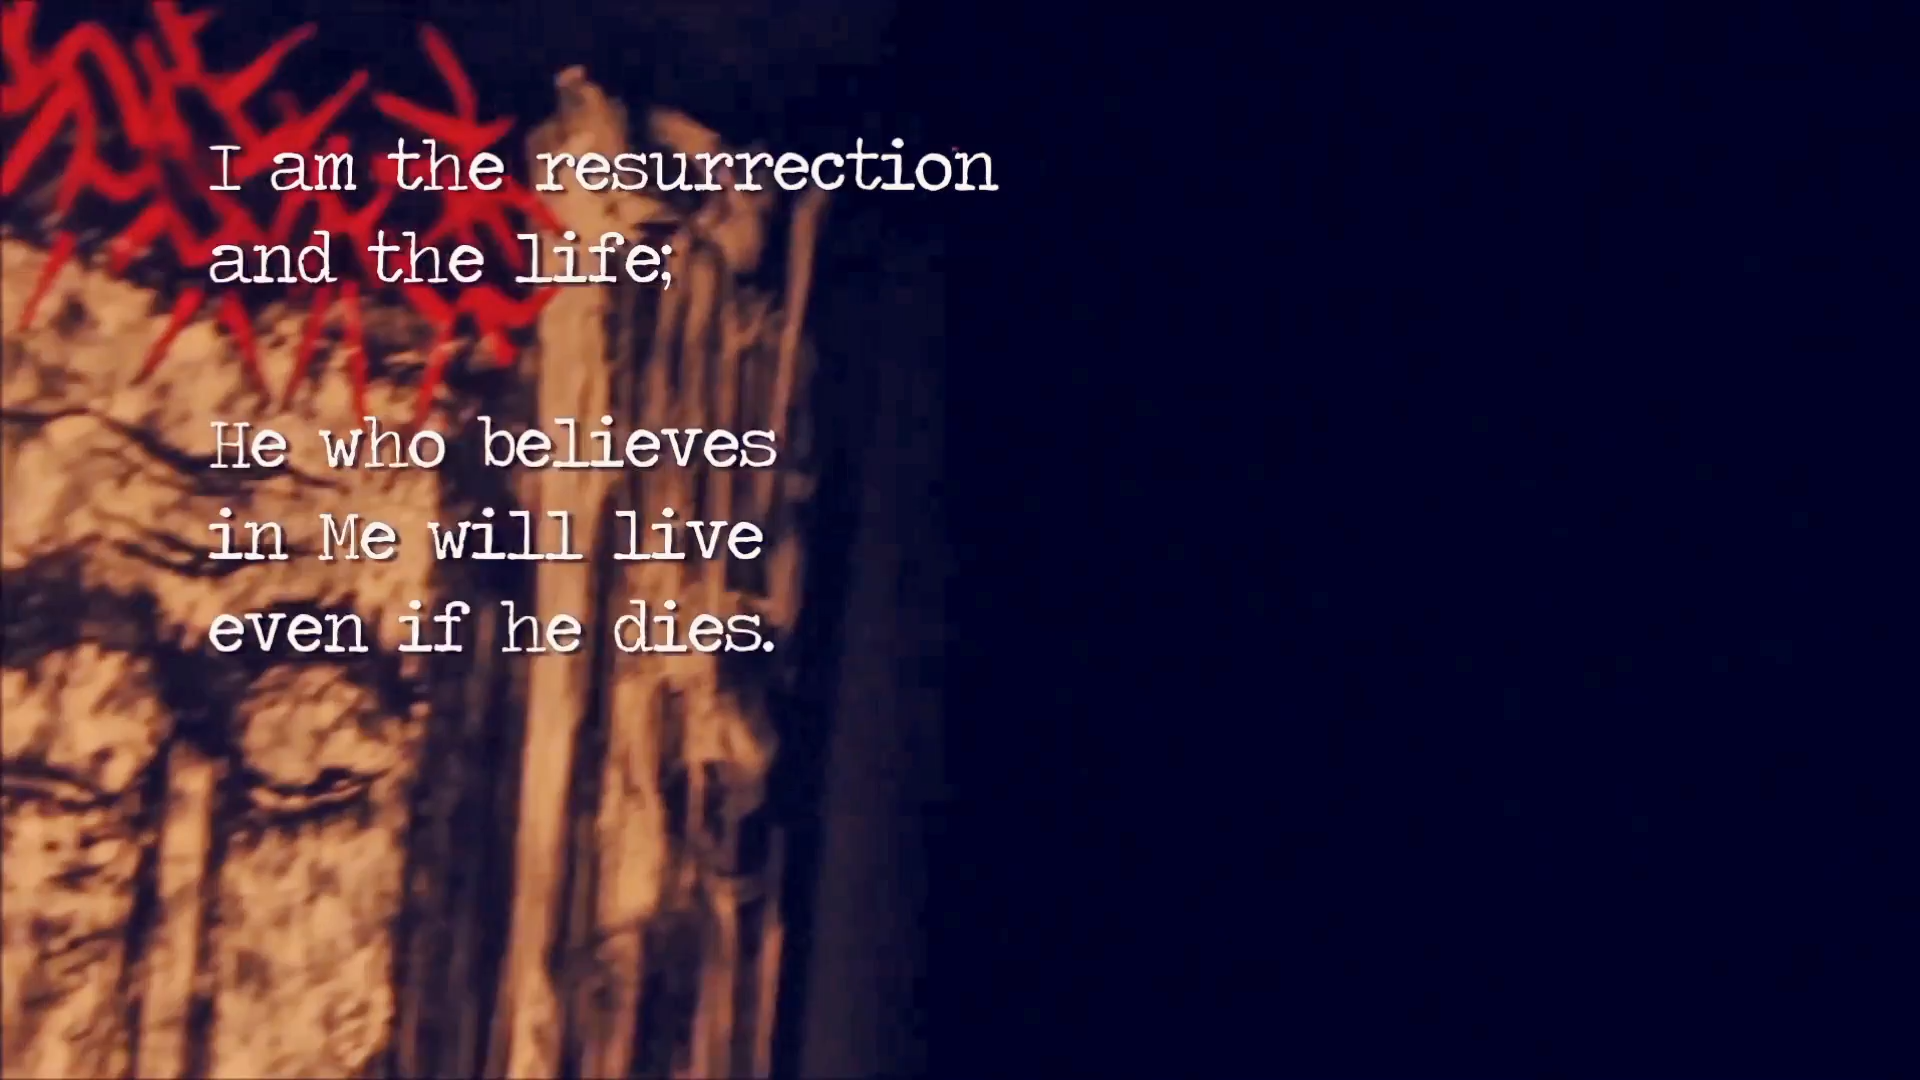 I am the resurrection
and the life;
He who believes
in Me will live
even if he dies.